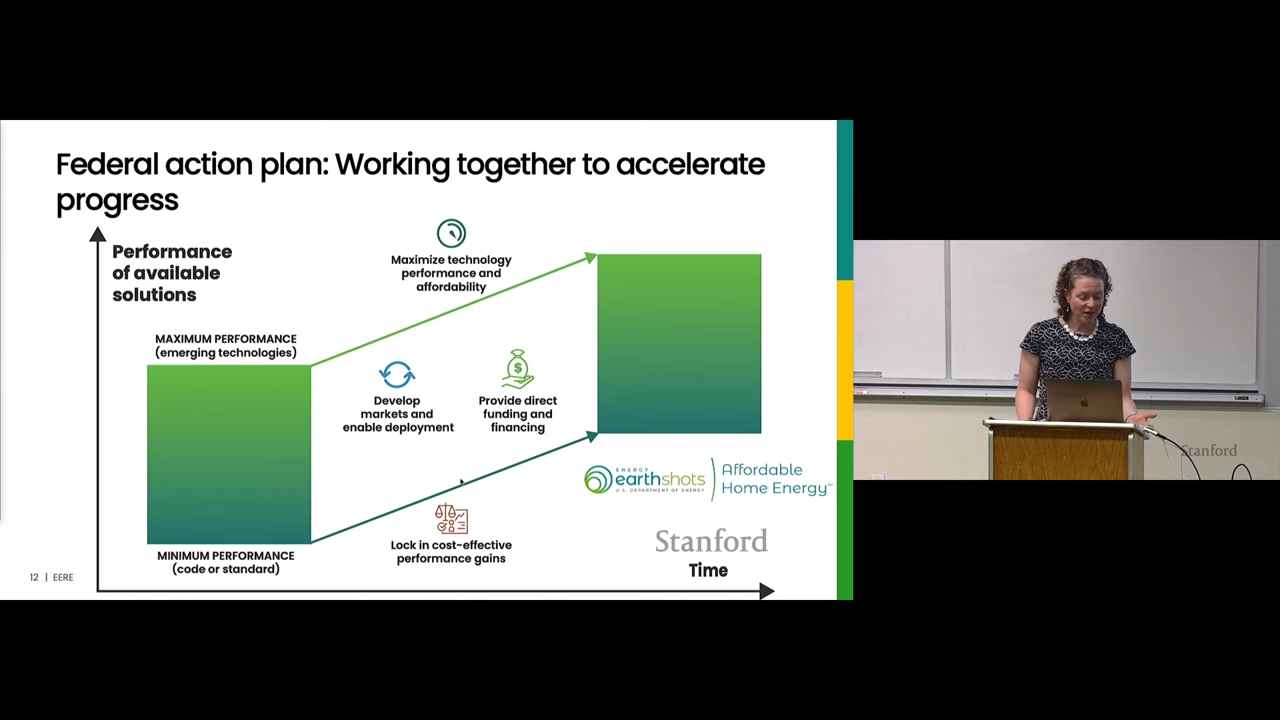 Federal action plan: Working together to accelerate
progress
Performance
of available
solutions
Maximize technology
performance and
affordability
MAXIMUM PERFORMANCE
(emerging technologies)
Develop
markets and
enable deployment
Provide direct
funding and
financing
$
ENERGY
earthshots
U.S. DEPARTMENT OF ENERGY
Affordable
Home Energy™
Lock in cost-effective
performance gains
MINIMUM PERFORMANCE
(code or standard)
Stanford
Time
12 | EERE
Stanford